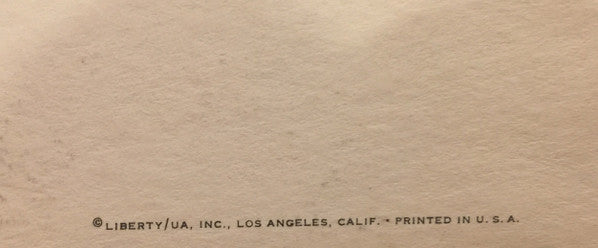 © LIBERTY/UA, INC., LOS ANGELES, CALIF. • PRINTED IN U. S. A.